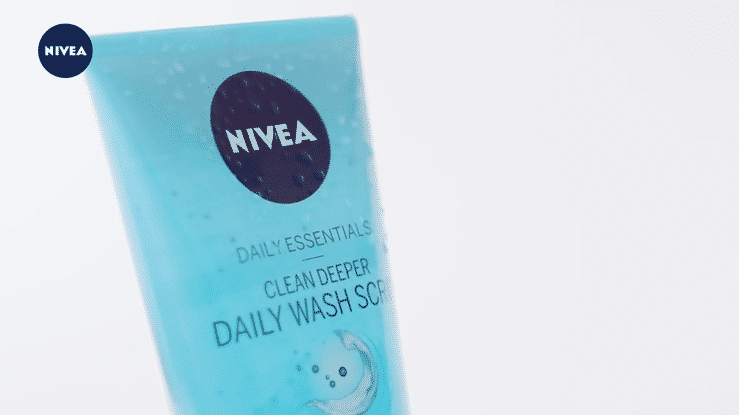 NIVEA
NIVEA
DAILY ESSENTIALS
CLEAN DEEPER
DAILY WASH SCR